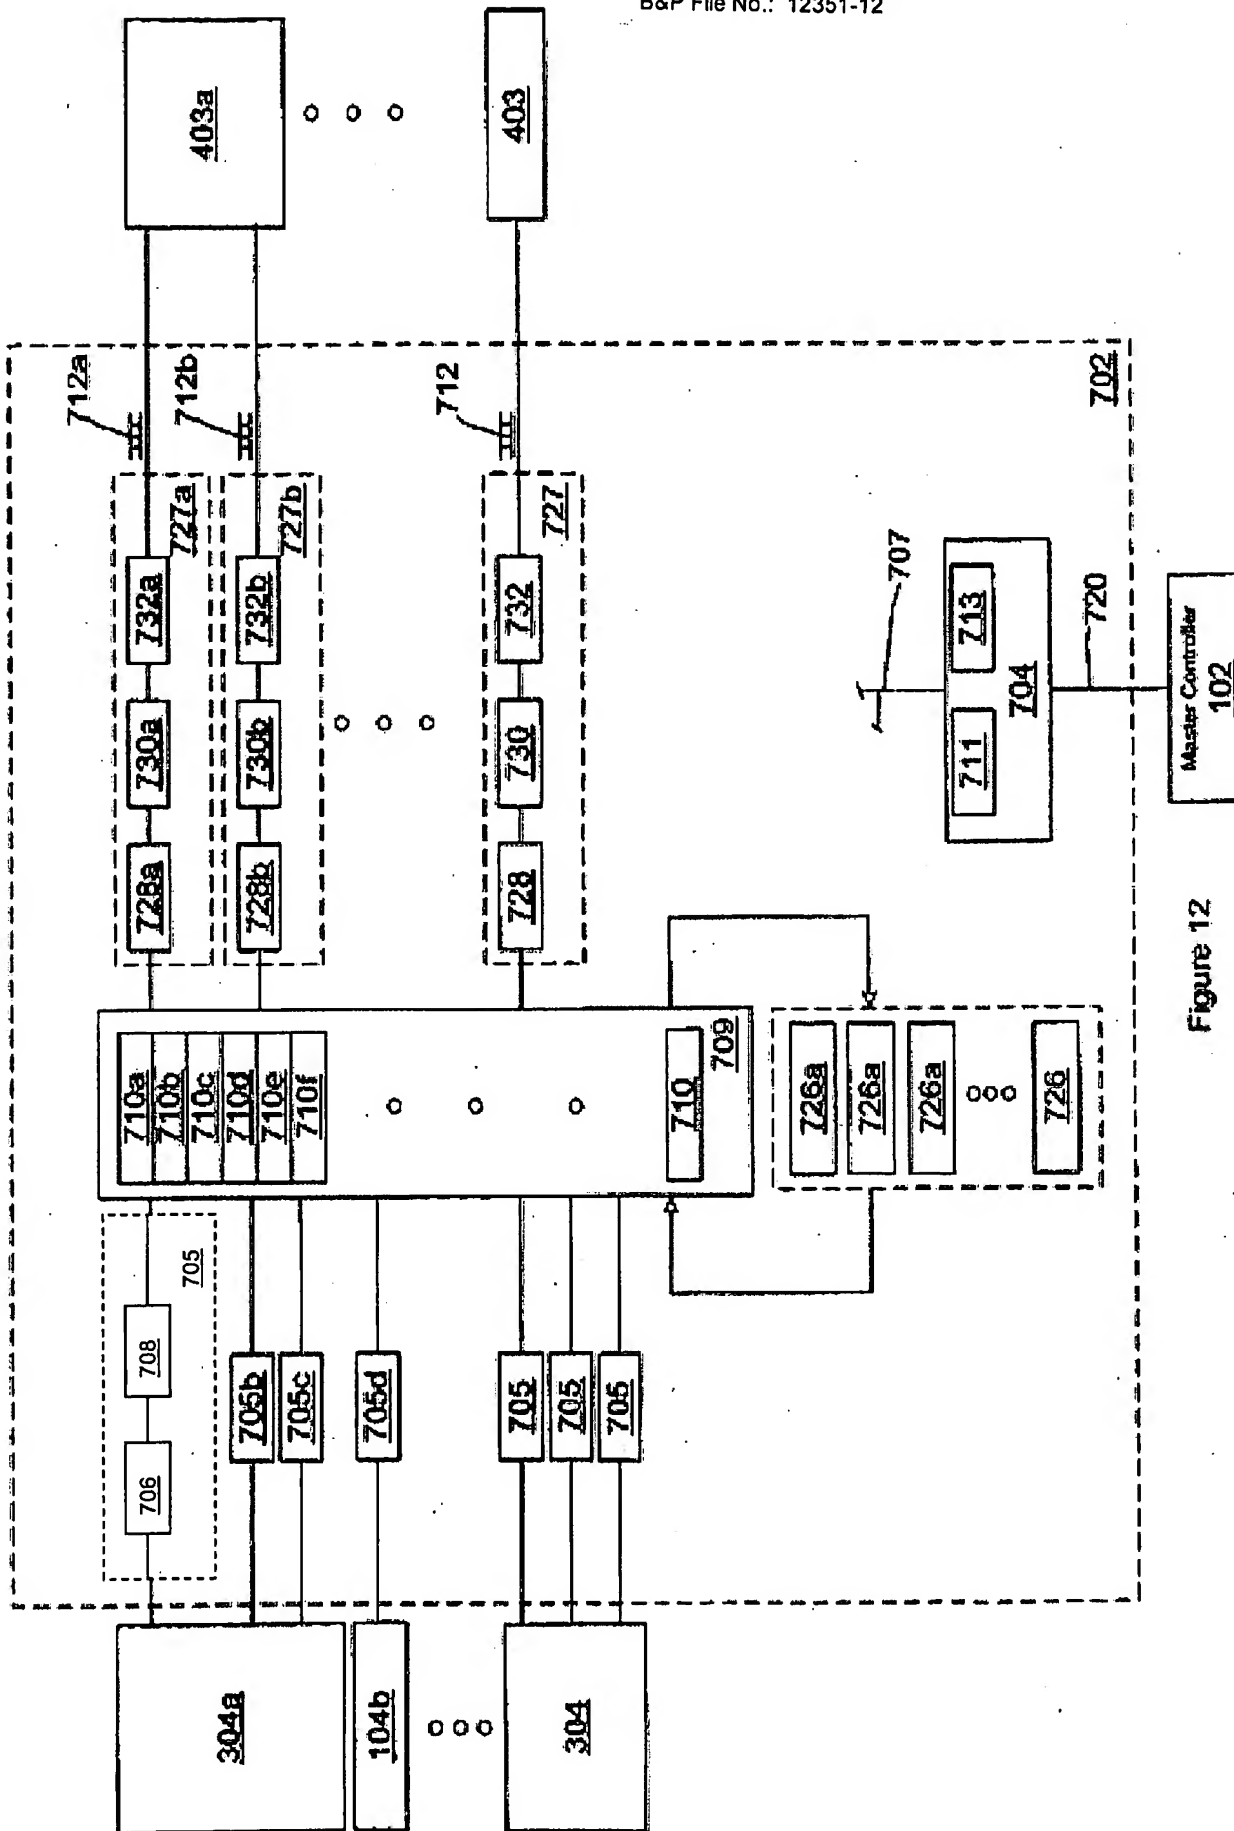 B&P File No.: 12351-12
403a
403
712a
712b
712
702
732a
730a
728a
727a
732b
730b
728b
727b
732
730
728
727
707
713
711
704
720
Master Controller
102
710a
710b
710c
710d
710e
710f
710
709
726a
726a
726a
726
708
706
705
705b
705c
705d
705
705
705
304a
104b
304
Figure 12